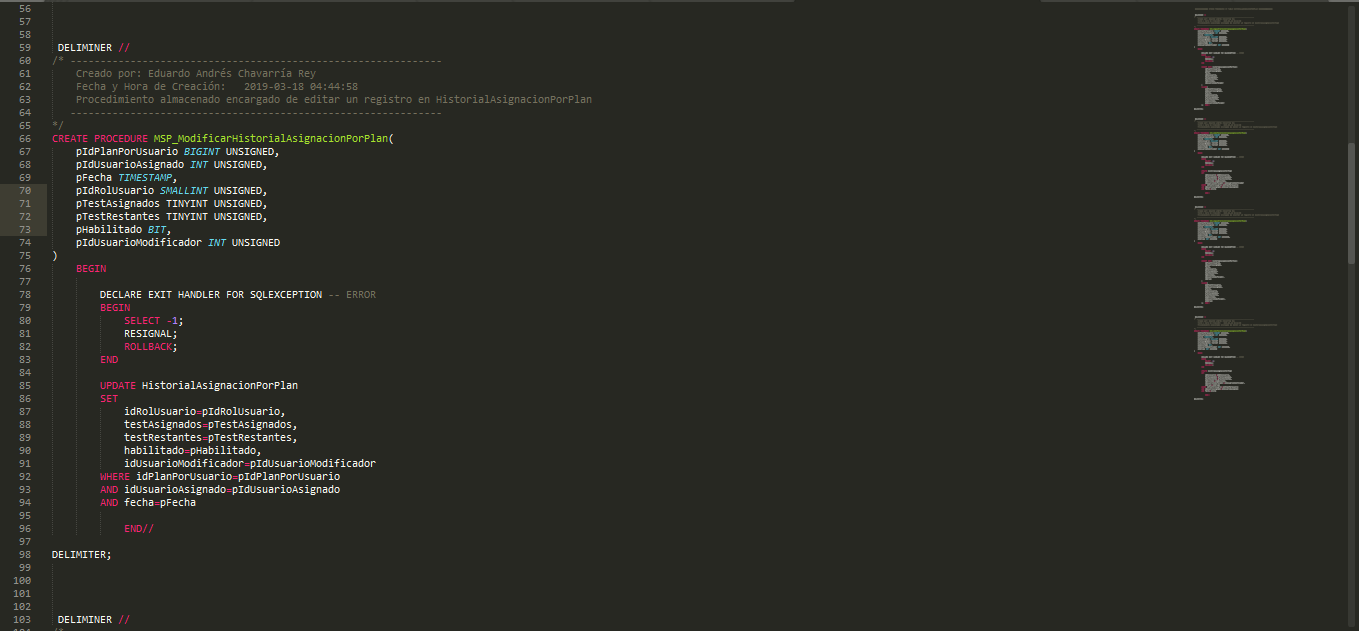 56
57
58
59 DELIMINER //
60 /* --------------------------------------------------------------
61 Creado por: Eduardo Andrés Chavarría Rey
62 Fecha y Hora de Creación: 2019-03-18 04:44:58
63 Procedimiento almacenado encargado de editar un registro en HistorialAsignacionPorPlan
64 --------------------------------------------------------------
65 */
66 CREATE PROCEDURE MSP_ModificarHistorialAsignacionPorPlan(
67 pIdPlanPorUsuario BIGINT UNSIGNED,
68 pIdUsuarioAsignado INT UNSIGNED,
69 pFecha TIMESTAMP,
70 pIdRolUsuario SMALLINT UNSIGNED,
71 pTestAsignados TINYINT UNSIGNED,
72 pTestRestantes TINYINT UNSIGNED,
73 pHabilitado BIT,
74 pIdUsuarioModificador INT UNSIGNED
75 )
76 BEGIN
77
78 DECLARE EXIT HANDLER FOR SQLEXCEPTION -- ERROR
79 BEGIN
80 SELECT -1;
81 RESIGNAL;
82 ROLLBACK;
83 END
84
85 UPDATE HistorialAsignacionPorPlan
86 SET
87 idRolUsuario=pIdRolUsuario,
88 testAsignados=pTestAsignados,
89 testRestantes=pTestRestantes,
90 habilitado=pHabilitado,
91 idUsuarioModificador=pIdUsuarioModificador
92 WHERE idPlanPorUsuario=pIdPlanPorUsuario
93 AND idUsuarioAsignado=pIdUsuarioAsignado
94 AND fecha=pFecha
95
96 END//
97
98 DELIMITER;
99
100
101
102
103 DELIMINER //